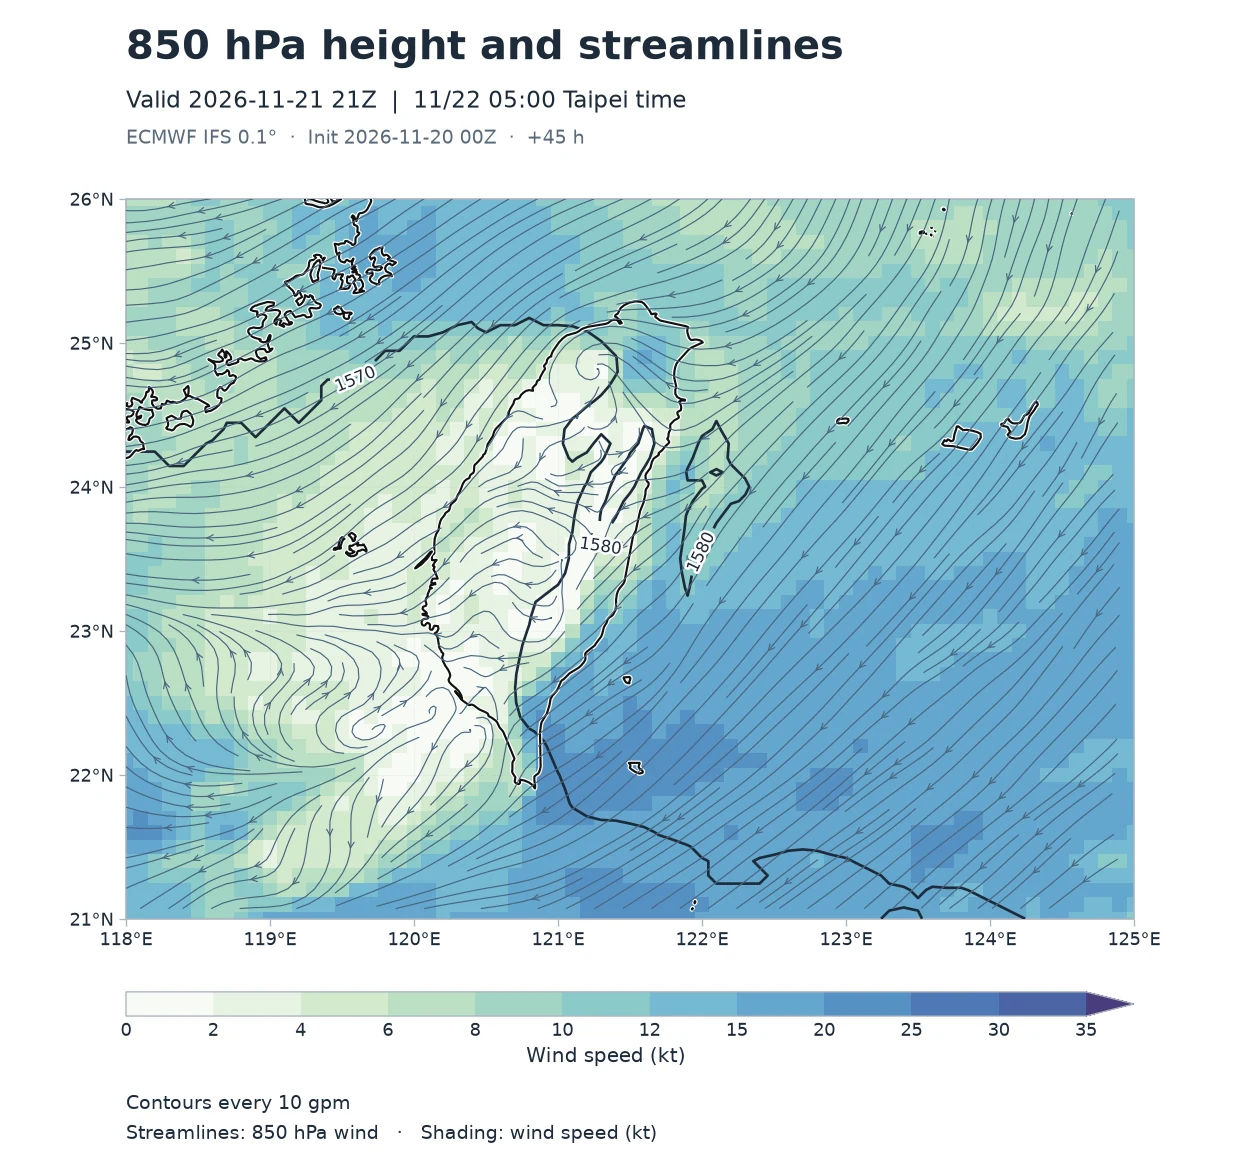 850 hPa height and streamlines
Valid 2026-11-21 21Z | 11/22 05:00 Taipei time
ECMWF IFS 0.1° · Init 2026-11-20 00Z · +45 h
26°N
25°N
24°N
23°N
22°N
21°N
1570
1580
1580
118°E 119°E 120°E 121°E 122°E 123°E 124°E 125°E
0 2 4 6 8 10 12 15 20 25 30 35
Wind speed (kt)
Contours every 10 gpm
Streamlines: 850 hPa wind · Shading: wind speed (kt)